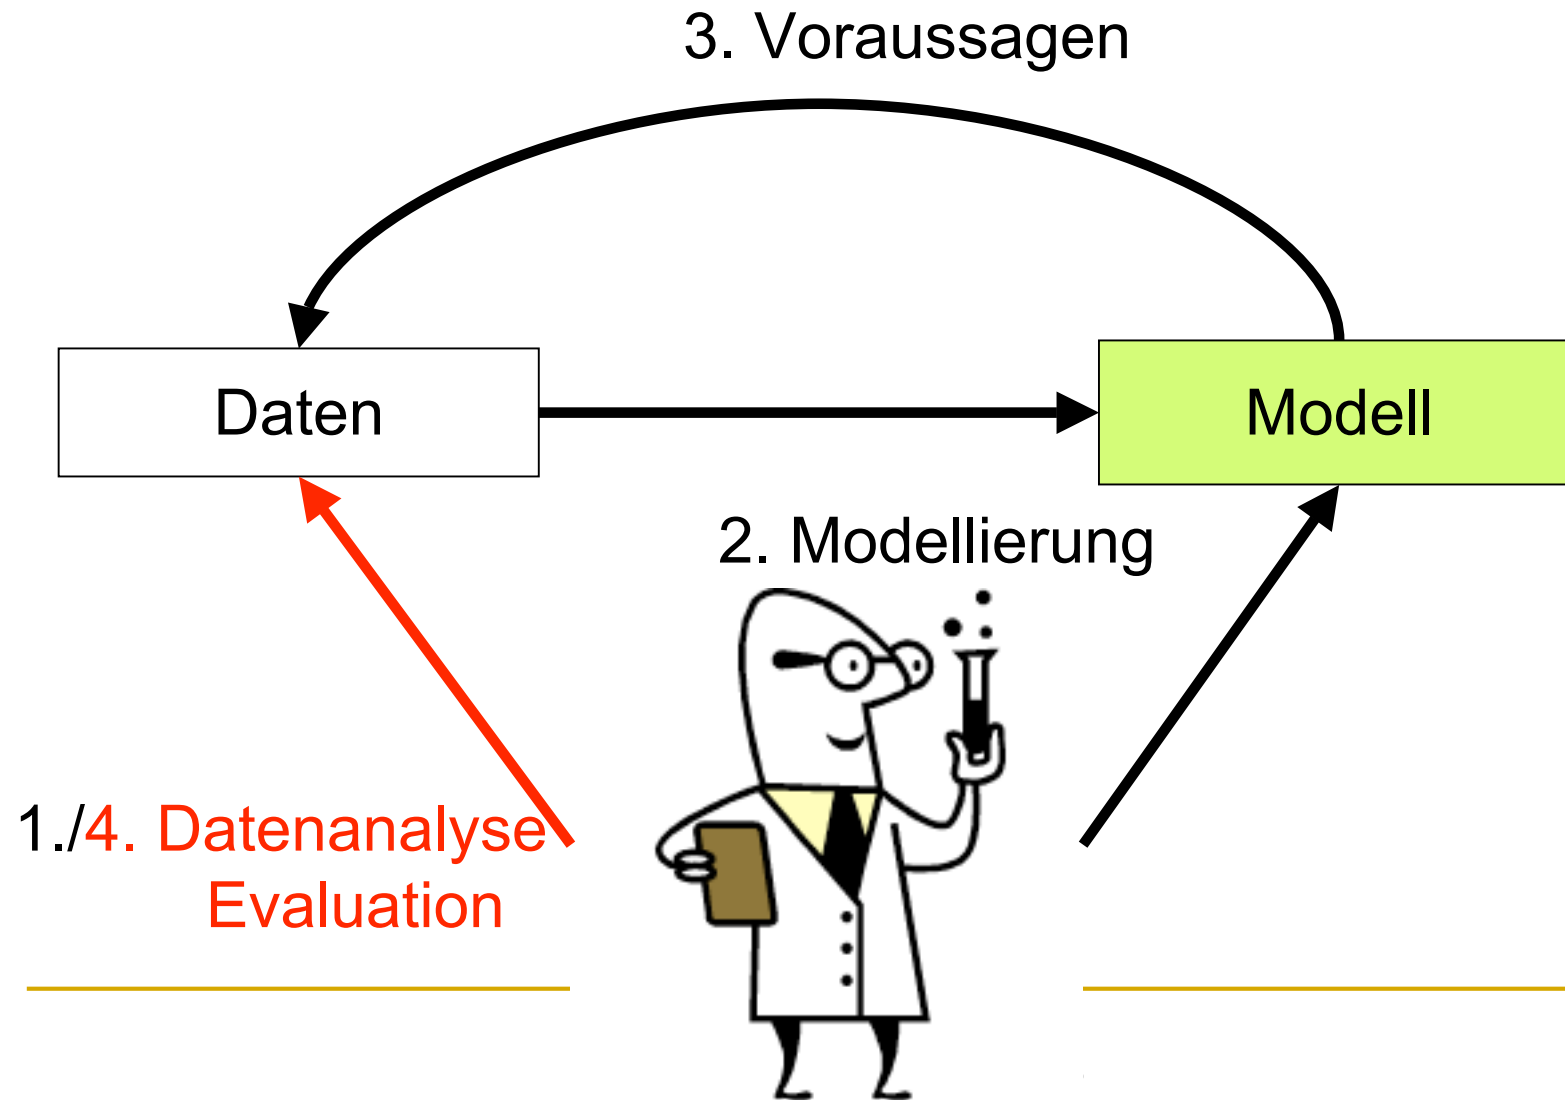 3. Voraussagen
Daten
Modell
2. Modellierung
1./4. Datenanalyse
Evaluation